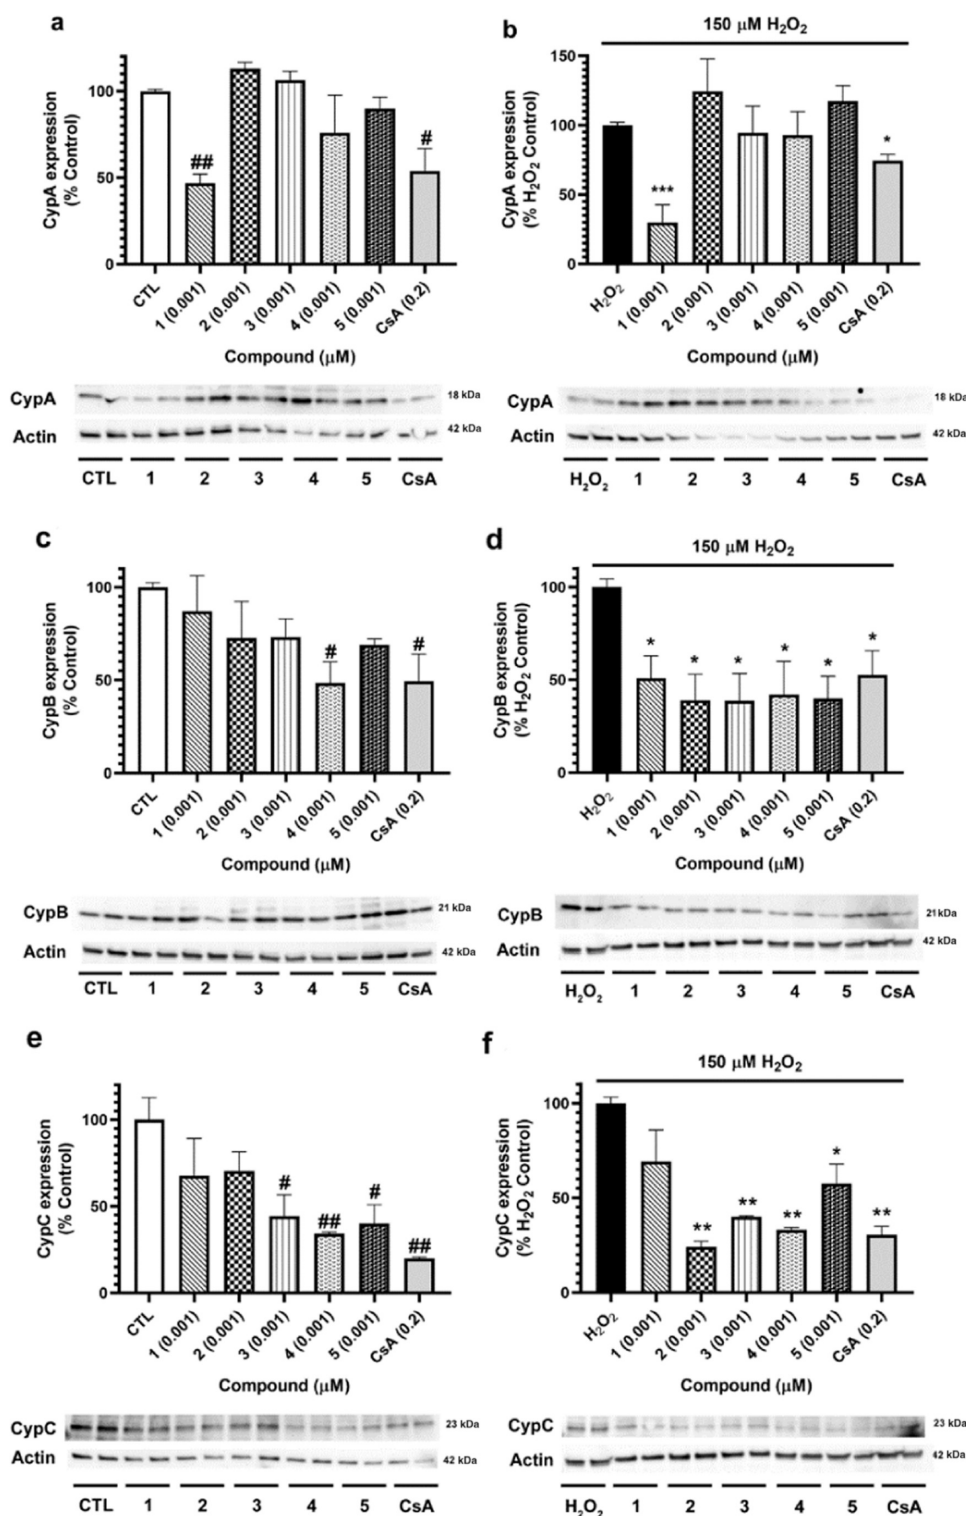 a
CypA expression
(% Control)
100
50
0
##
#
CTL
1 (0.001)
2 (0.001)
3 (0.001)
4 (0.001)
5 (0.001)
CsA (0.2)
Compound (μM)
CypA
18 kDa
Actin
42 kDa
CTL 1 2 3 4 5 CsA
b
150 μM H₂O₂
CypA expression
(% H₂O₂ Control)
150
100
50
0
***
*
H₂O₂
1 (0.001)
2 (0.001)
3 (0.001)
4 (0.001)
5 (0.001)
CsA (0.2)
Compound (μM)
CypA
18 kDa
Actin
42 kDa
H₂O₂ 1 2 3 4 5 CsA
c
CypB expression
(% Control)
100
50
0
#
#
CTL
1 (0.001)
2 (0.001)
3 (0.001)
4 (0.001)
5 (0.001)
CsA (0.2)
Compound (μM)
CypB
21 kDa
Actin
42 kDa
CTL 1 2 3 4 5 CsA
d
150 μM H₂O₂
CypB expression
(% H₂O₂ Control)
100
50
0
* * * * * *
H₂O₂
1 (0.001)
2 (0.001)
3 (0.001)
4 (0.001)
5 (0.001)
CsA (0.2)
Compound (μM)
CypB
21 kDa
Actin
42 kDa
H₂O₂ 1 2 3 4 5 CsA
e
CypC expression
(% Control)
100
50
0
# ## # ##
CTL
1 (0.001)
2 (0.001)
3 (0.001)
4 (0.001)
5 (0.001)
CsA (0.2)
Compound (μM)
CypC
23 kDa
Actin
42 kDa
CTL 1 2 3 4 5 CsA
f
150 μM H₂O₂
CypC expression
(% H₂O₂ Control)
100
50
0
** ** ** * **
H₂O₂
1 (0.001)
2 (0.001)
3 (0.001)
4 (0.001)
5 (0.001)
CsA (0.2)
Compound (μM)
CypC
23 kDa
Actin
42 kDa
H₂O₂ 1 2 3 4 5 CsA